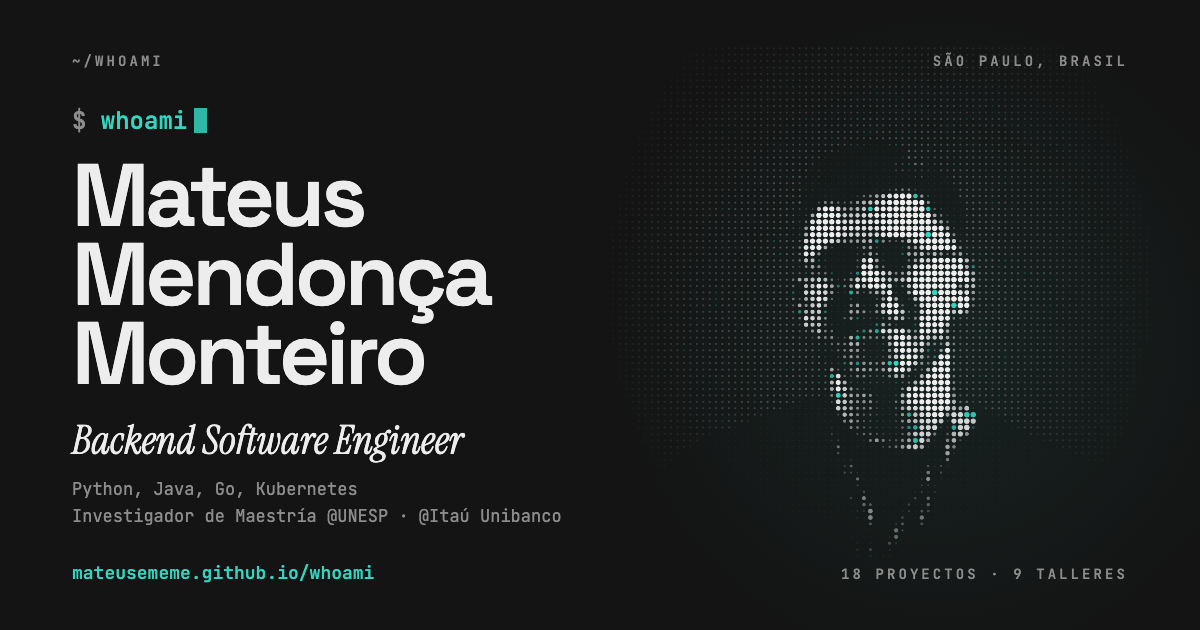 ~/WHOAMI
SÃO PAULO, BRASIL
$ whoami
Mateus
Mendonça
Monteiro
Backend Software Engineer
Python, Java, Go, Kubernetes
Investigador de Maestría @UNESP · @Itaú Unibanco
mateusememe.github.io/whoami
18 PROYECTOS · 9 TALLERES